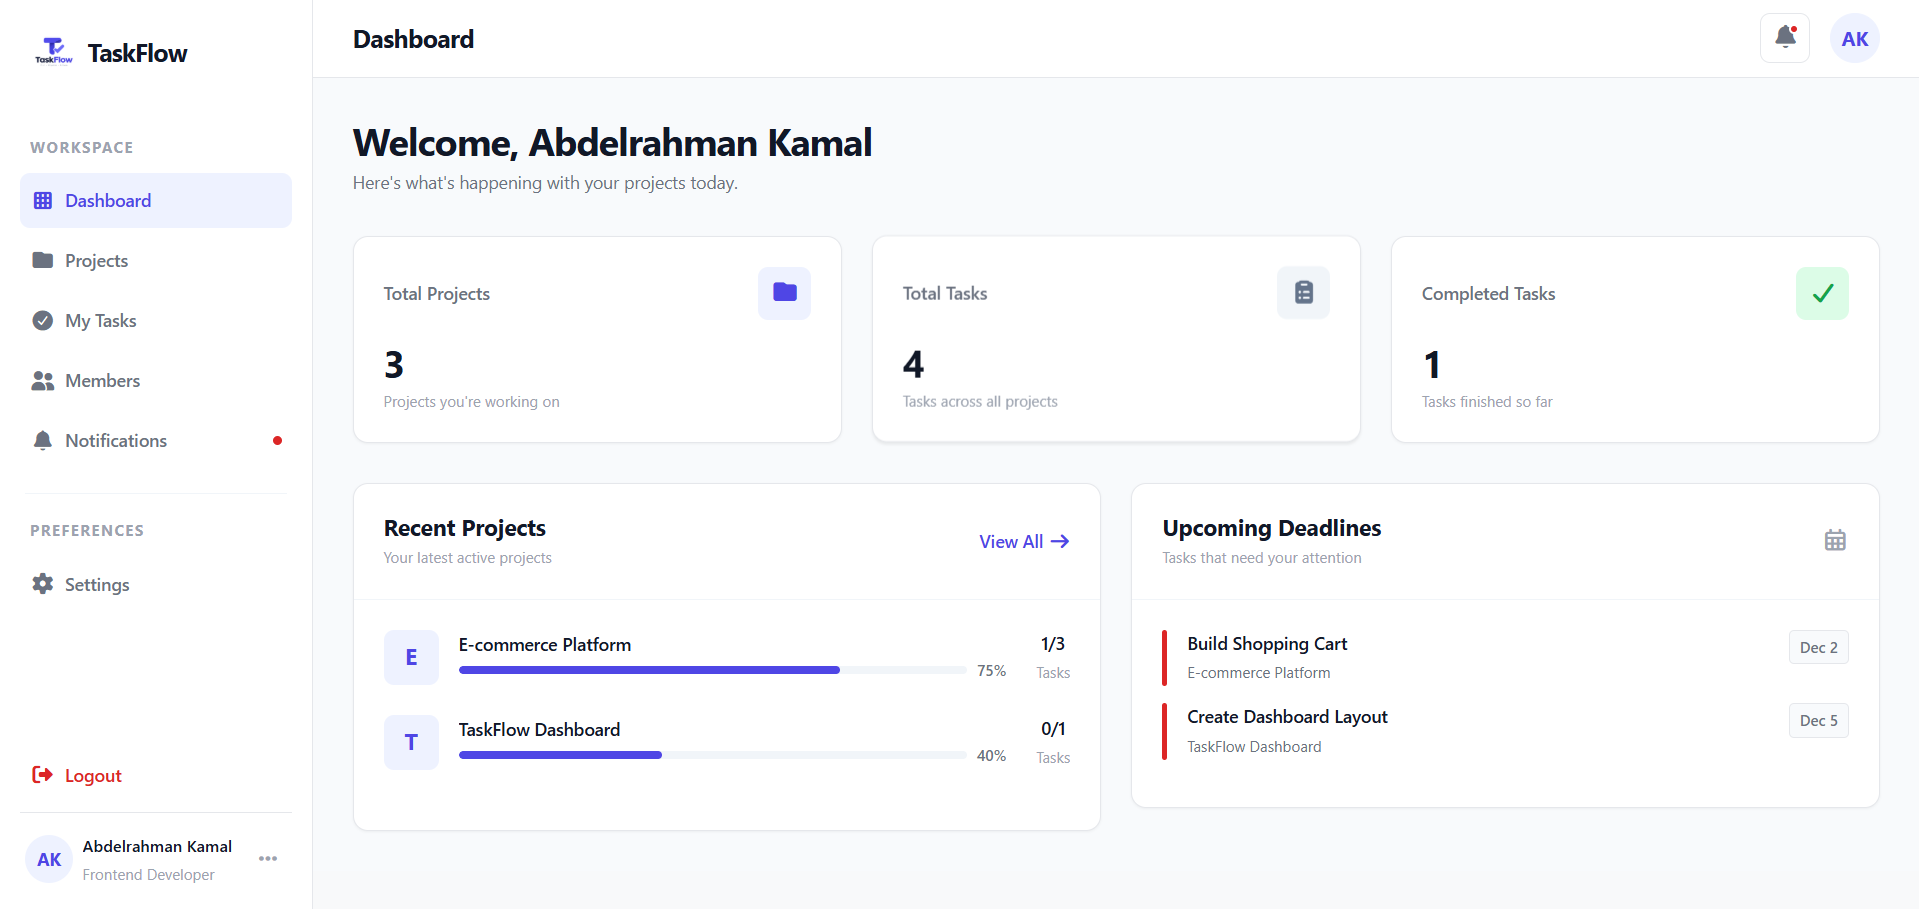 TaskFlow
TaskFlow
WORKSPACE
Dashboard
Projects
My Tasks
Members
Notifications
PREFERENCES
Settings
Logout
AK
Abdelrahman Kamal
Frontend Developer
Dashboard
AK
Welcome, Abdelrahman Kamal
Here's what's happening with your projects today.
Total Projects
3
Projects you're working on
Total Tasks
4
Tasks across all projects
Completed Tasks
1
Tasks finished so far
Recent Projects
Your latest active projects
View All
E
E-commerce Platform
75%
1/3
Tasks
T
TaskFlow Dashboard
40%
0/1
Tasks
Upcoming Deadlines
Tasks that need your attention
Build Shopping Cart
E-commerce Platform
Dec 2
Create Dashboard Layout
TaskFlow Dashboard
Dec 5